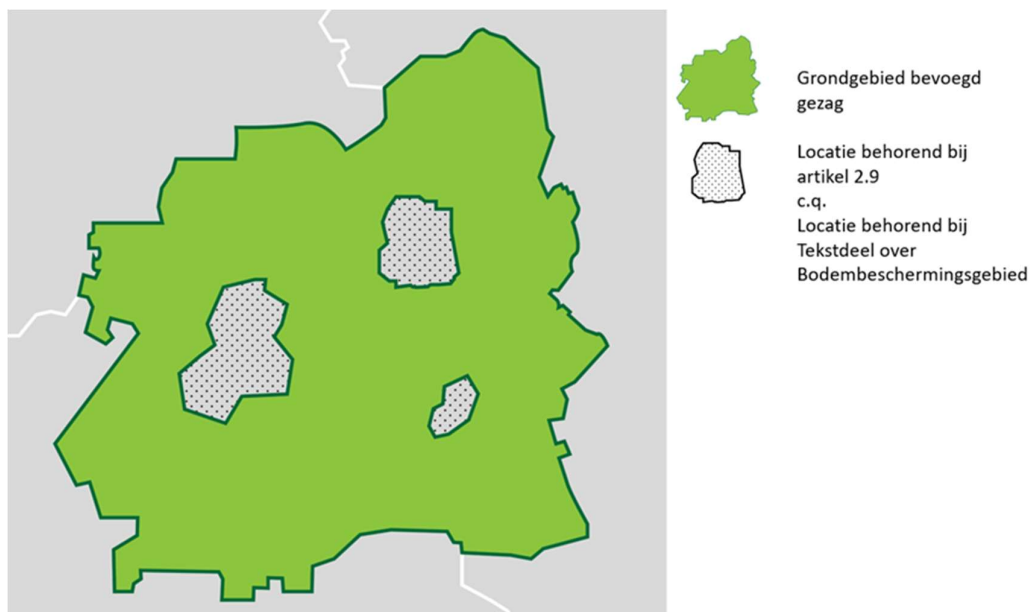 Grondgebied bevoegd
gezag
Locatie behorend bij
artikel 2.9
c.q.
Locatie behorend bij
Tekstdeel over
Bodembeschermingsgebied